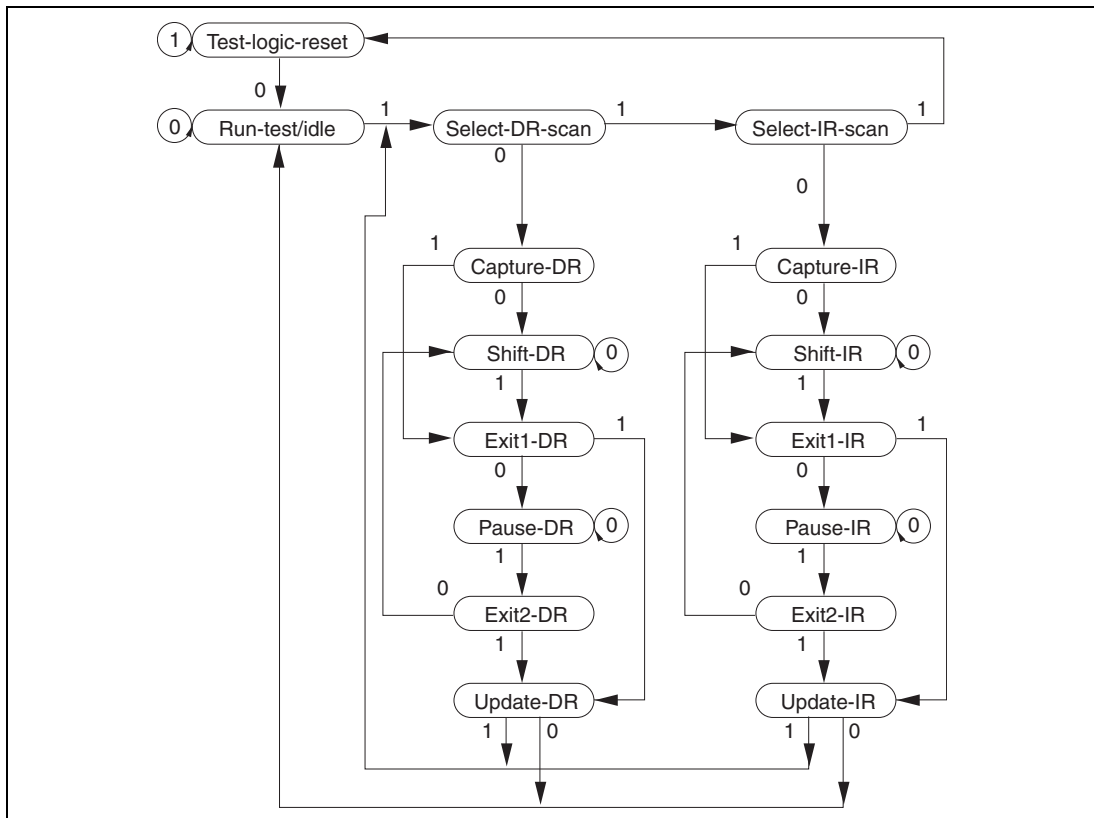 1 Test-logic-reset
0
0 Run-test/idle 1 Select-DR-scan 1 Select-IR-scan 1
0 0
1 1
Capture-DR Capture-IR
0 0
Shift-DR 0 Shift-IR 0
1 1
Exit1-DR 1 Exit1-IR 1
0 0
Pause-DR 0 Pause-IR 0
1 1
0 0
Exit2-DR Exit2-IR
1 1
Update-DR Update-IR
1 0 1 0